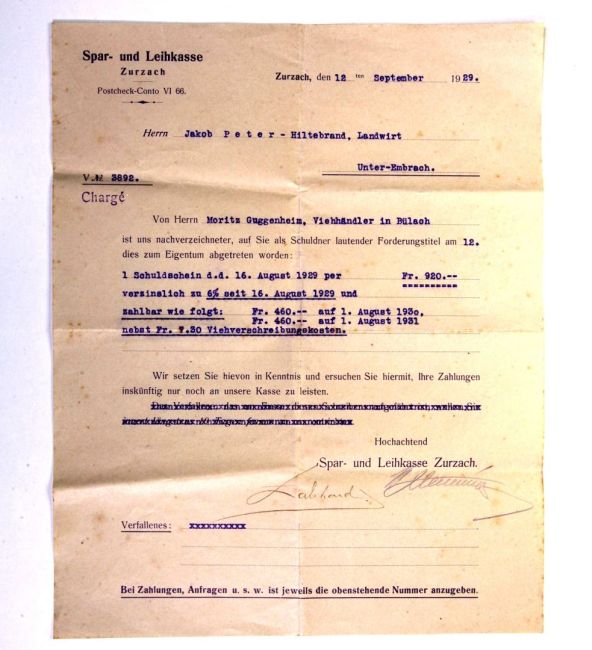 Spar- und Leihkasse
Zurzach
Postcheck-Conto VI 66.
Zurzach, den 12 ten September 1929.
Herrn Jakob Peter - Hiltebrand, Landwirt
Unter-Embrach.
V.№ 3892.
Chargé
Von Herrn Moritz Guggenheim, Viehhändler in Bülach
ist uns nachverzeichneter, auf Sie als Schuldner lautender Forderungstitel am 12.
dies zum Eigentum abgetreten worden:
1 Schuldschein d.d. 16. August 1929 per Fr. 920.--
verzinslich zu 6% seit 16. August 1929 und
zahlbar wie folgt: Fr. 460.-- auf 1. August 1930,
Fr. 460.-- auf 1. August 1931
nebst Fr. 7.30 Viehverschreibungskosten.
Wir setzen Sie hievon in Kenntnis und ersuchen Sie hiermit, Ihre Zahlungen
inskünftig nur noch an unsere Kasse zu leisten.
Hochachtend
Spar- und Leihkasse Zurzach.
Verfallenes: xxxxxxxxxx
Bei Zahlungen, Anfragen u. s. w. ist jeweils die obenstehende Nummer anzugeben.